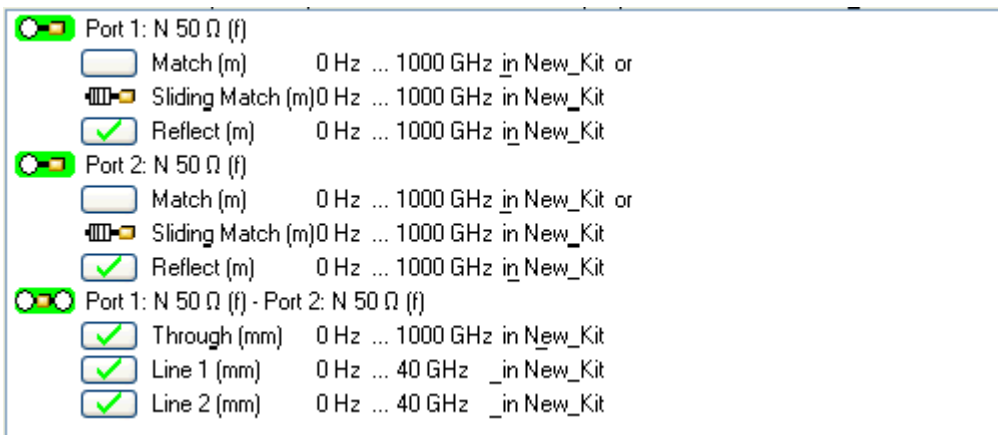 Port 1: N 50 Ω (f)
Match (m) 0 Hz ... 1000 GHz in New_Kit or
Sliding Match (m)0 Hz ... 1000 GHz in New_Kit
Reflect (m) 0 Hz ... 1000 GHz in New_Kit
Port 2: N 50 Ω (f)
Match (m) 0 Hz ... 1000 GHz in New_Kit or
Sliding Match (m)0 Hz ... 1000 GHz in New_Kit
Reflect (m) 0 Hz ... 1000 GHz in New_Kit
Port 1: N 50 Ω (f) - Port 2: N 50 Ω (f)
Through (mm) 0 Hz ... 1000 GHz in New_Kit
Line 1 (mm) 0 Hz ... 40 GHz _in New_Kit
Line 2 (mm) 0 Hz ... 40 GHz _in New_Kit